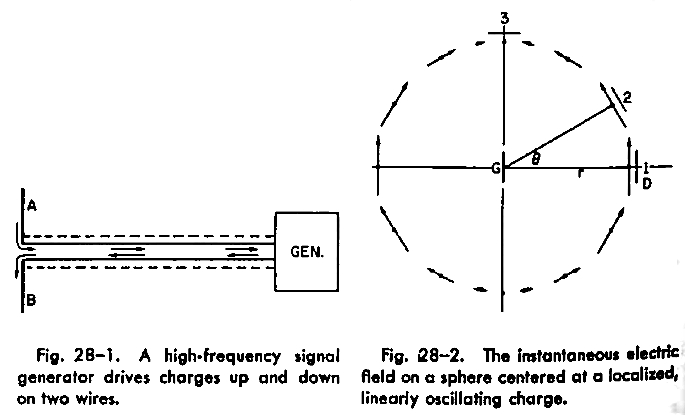 3
2
A
θ
G
r
1
D
GEN.
B
Fig. 28-1. A high-frequency signal
generator drives charges up and down
on two wires.
Fig. 28-2. The instantaneous electric
field on a sphere centered at a localized,
linearly oscillating charge.